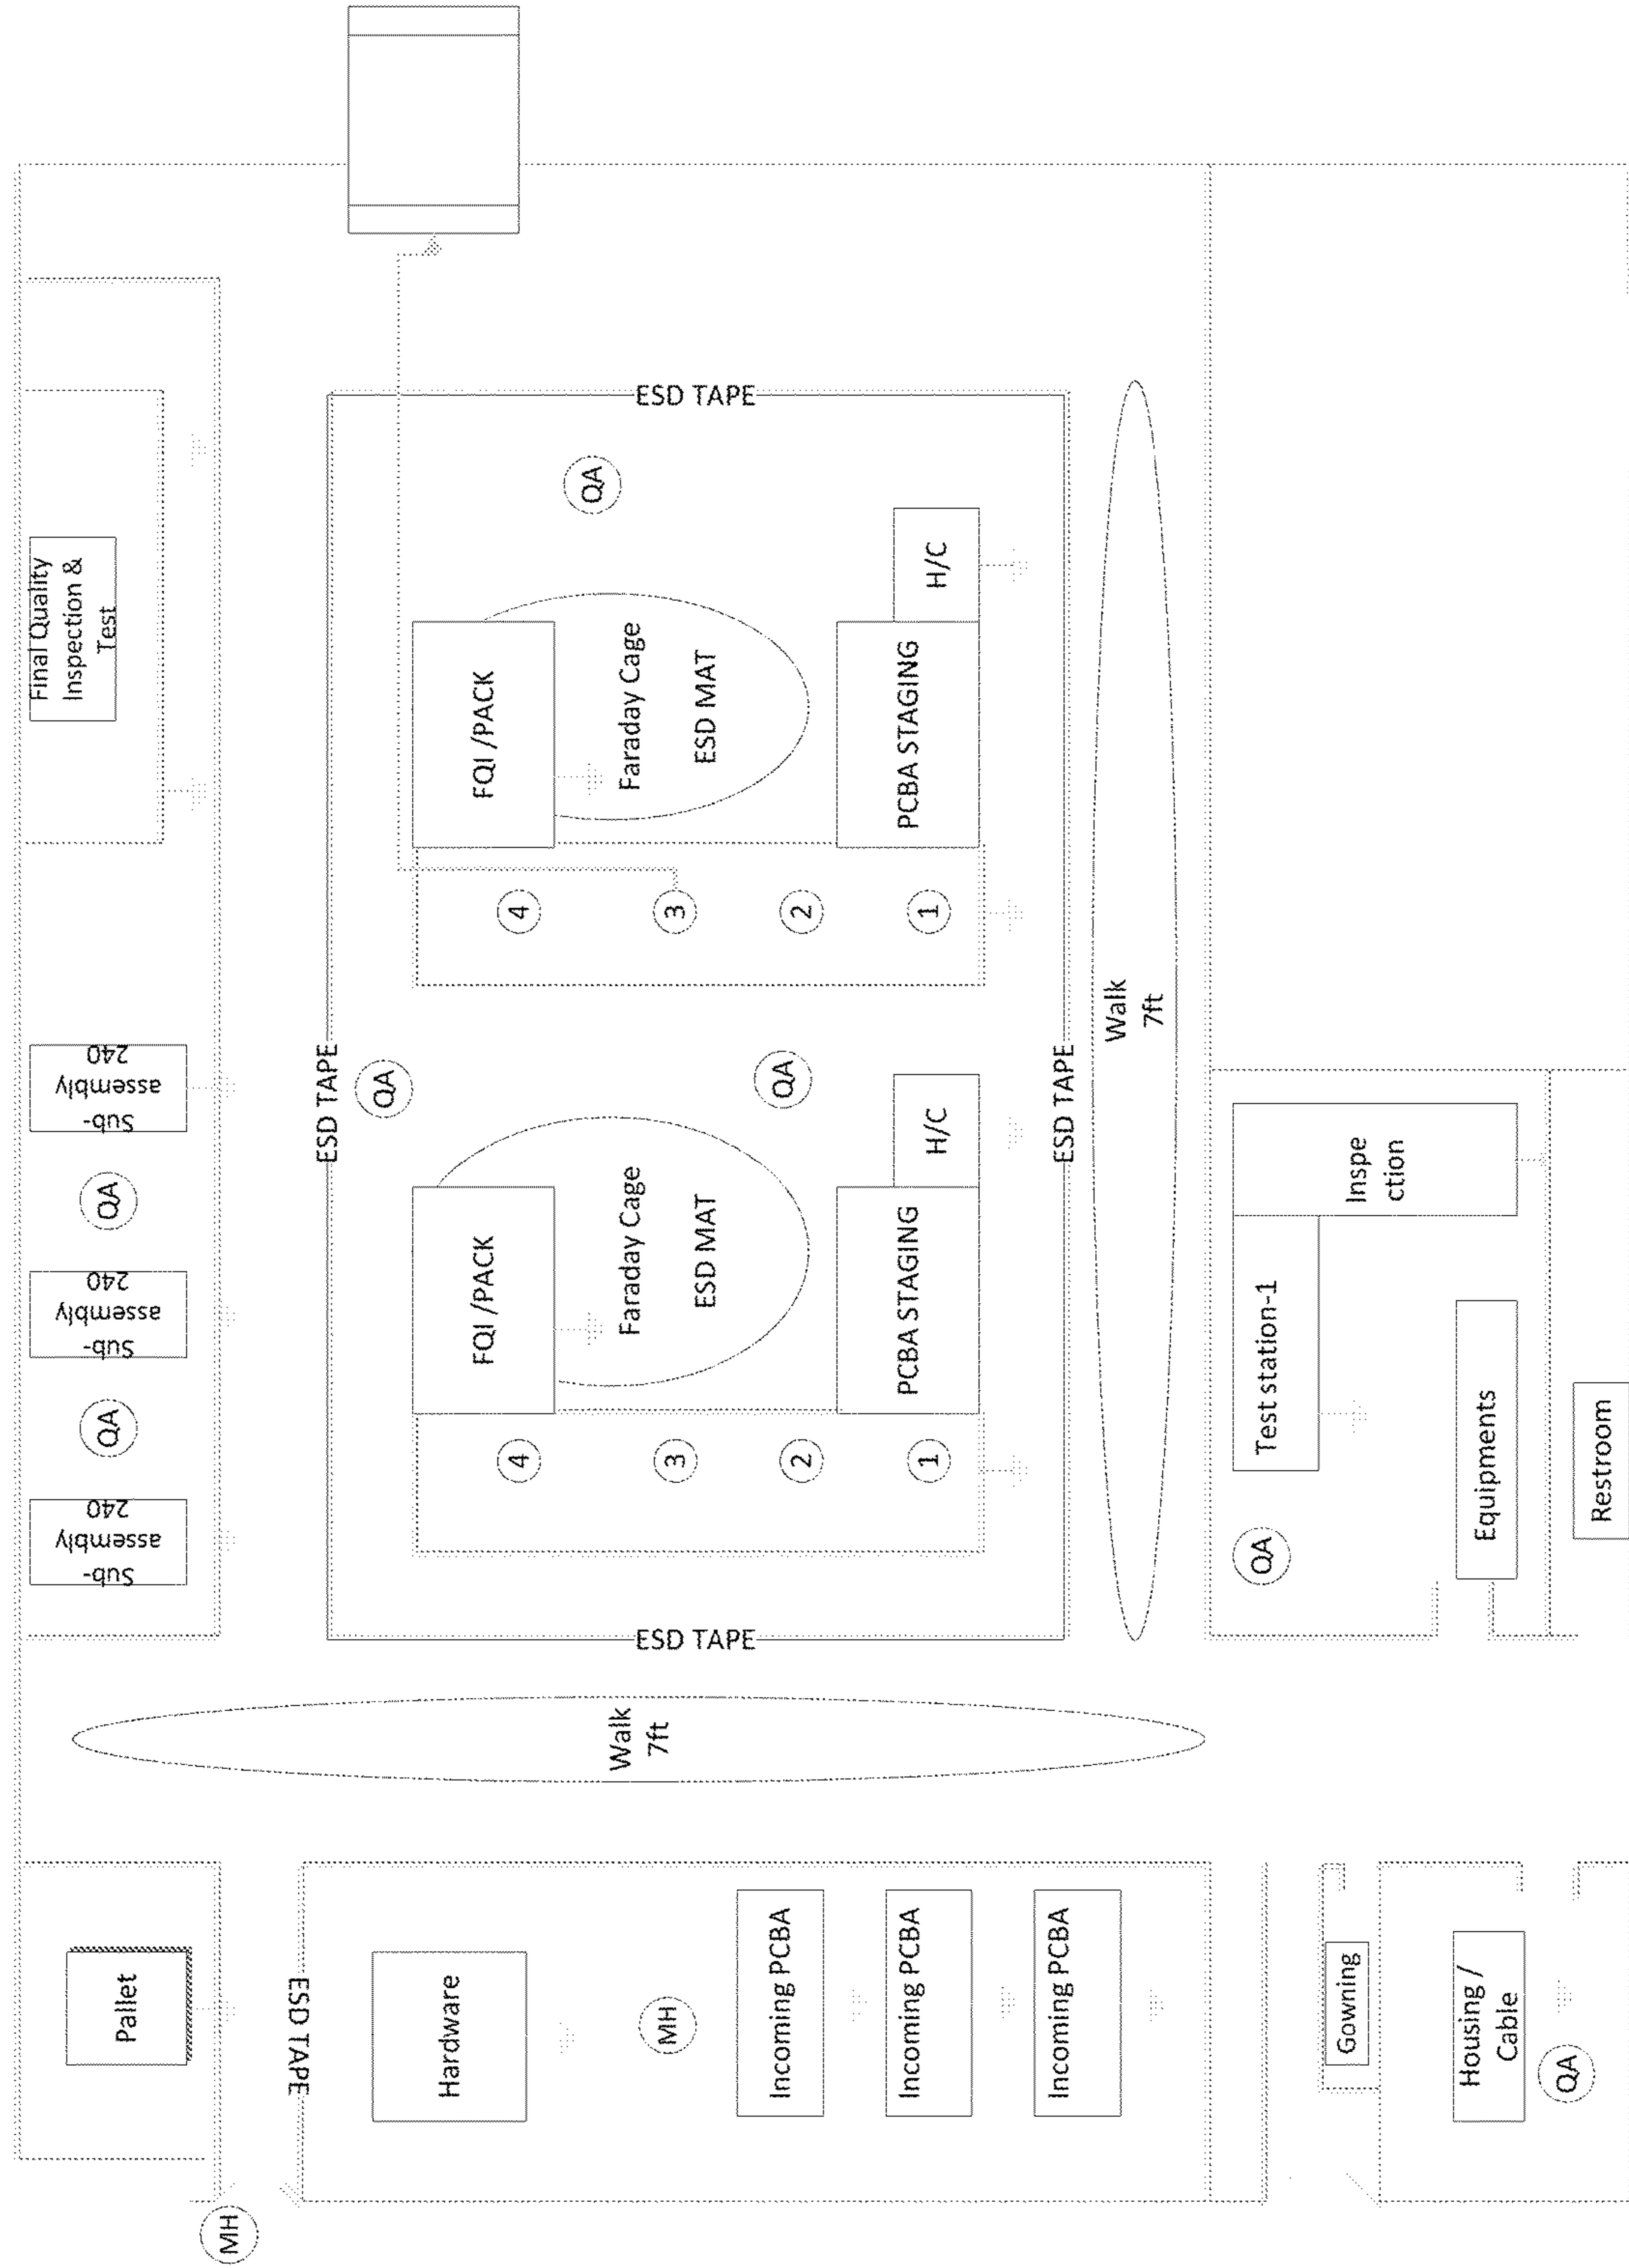 Pallet
Sub-
assembly
240
QA
Sub-
assembly
240
QA
Sub-
assembly
240
Final Quality
Inspection &
Test
MH
ESD TAPE
ESD TAPE
QA
Hardware
Walk
7ft
ESD TAPE
4
FQI /PACK
4
FQI /PACK
QA
ESD TAPE
MH
3
Faraday Cage
3
Faraday Cage
ESD MAT
ESD MAT
QA
Incoming PCBA
2
2
Incoming PCBA
1
PCBA STAGING
H/C
1
PCBA STAGING
H/C
Incoming PCBA
ESD TAPE
Walk
7ft
Gowning
QA
Test station-1
Inspe
ction
Housing /
Cable
Equipments
QA
Restroom